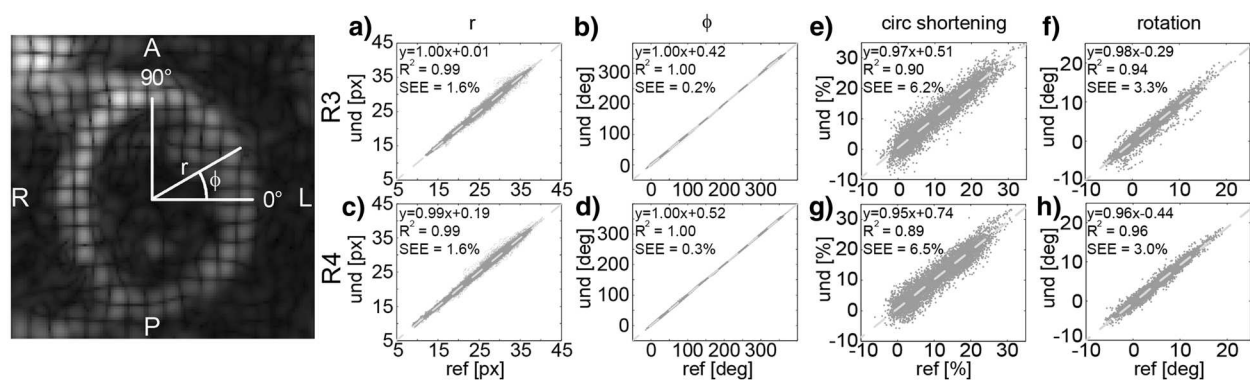 A
90°
r
ϕ
R
0°
L
P
r
ϕ
circ shortening
rotation
R3
R4
a)
y=1.00x+0.01
R² = 0.99
SEE = 1.6%
und [px]
45
35
25
15
5
b)
y=1.00x+0.42
R² = 1.00
SEE = 0.2%
und [deg]
300
200
100
0
e)
y=0.97x+0.51
R² = 0.90
SEE = 6.2%
und [%]
30
20
10
0
-10
f)
y=0.98x-0.29
R² = 0.94
SEE = 3.3%
und [deg]
20
10
0
-10
5 15 25 35 45
0 100 200 300
0 10 20 30
-10 0 10 20
c)
y=0.99x+0.19
R² = 0.99
SEE = 1.6%
und [px]
45
35
25
15
5
d)
y=1.00x+0.52
R² = 1.00
SEE = 0.3%
und [deg]
300
200
100
0
g)
y=0.95x+0.74
R² = 0.89
SEE = 6.5%
und [%]
30
20
10
0
-10
h)
y=0.96x-0.44
R² = 0.96
SEE = 3.0%
und [deg]
20
10
0
-10
5 15 25 35 45
ref [px]
0 100 200 300
ref [deg]
-10 0 10 20 30
ref [%]
-10 0 10 20
ref [deg]